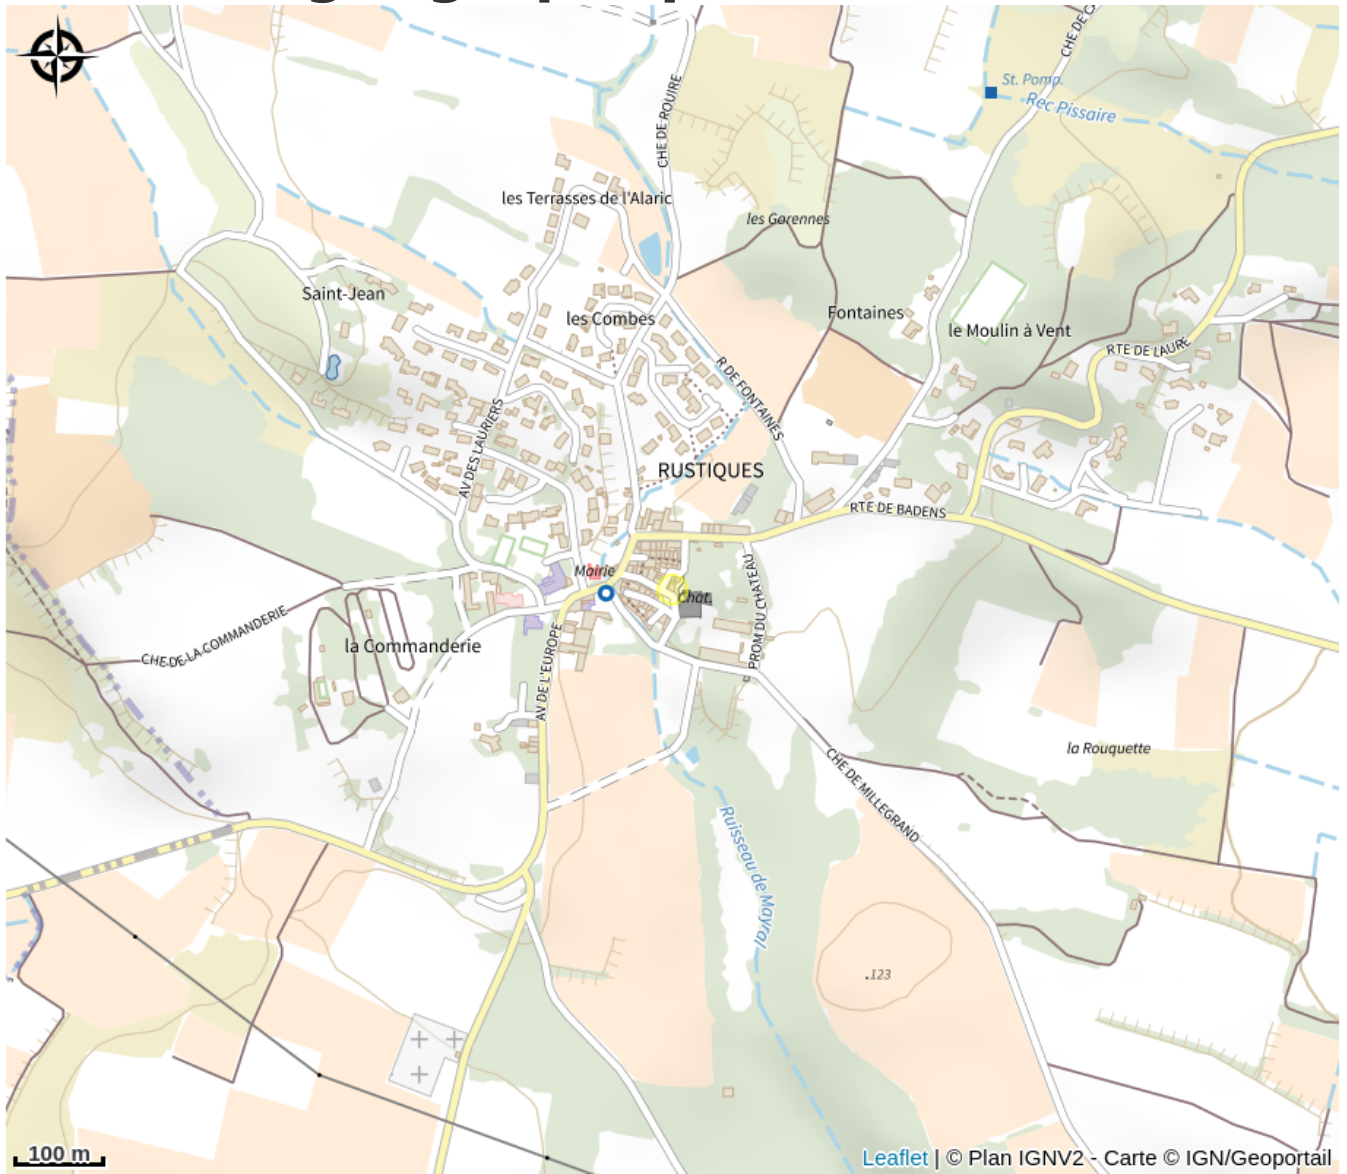 CHE DE C
St. Pomp.
Rec Pissaire
CHE DE ROUIRE
les Terrasses de l'Alaric
les Garennes
Saint-Jean
les Combes
Fontaines
le Moulin à Vent
RTE DE LAURE
R DE FONTAINES
AV DES LAURIERS
RUSTIQUES
RTE DE BADENS
Mairie
Chât.
PROM DU CHATEAU
CHE DE LA COMMANDERIE
la Commanderie
AV DE L'EUROPE
la Rouquette
CHE DE MILLEGRAND
Ruisseau de Mayral
.123
100 m
Leaflet | © Plan IGNV2 - Carte © IGN/Geoportail